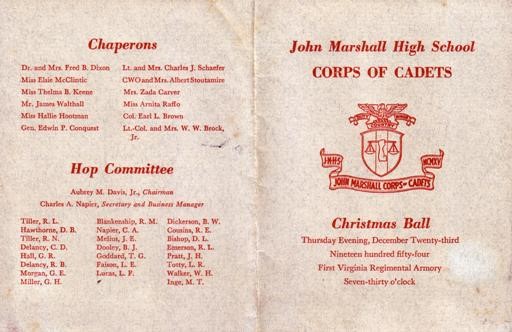 Chaperons
Dr. and Mrs. Fred B. Dixon
Miss Elsie McClintic
Miss Thelma B. Keene
Mr. James Walthall
Miss Hallie Hootman
Gen. Edwin P. Conquest
Lt. and Mrs. Charles J. Schaefer
CWO and Mrs. Albert Stoutamire
Mrs. Zada Carver
Miss Arnita Raffo
Col. Earl L. Brown
Lt.-Col. and Mrs. W. W. Brock,
Jr.
Hop Committee
Aubrey M. Davis, Jr., Chairman
Charles A. Napier, Secretary and Business Manager
Tiller, R. L.
Hawthorne, D. B.
Tiller, R. N.
Delancy, C. D.
Hall, G. R.
Delancy, R. B.
Morgan, G. E.
Miller, G. H.
Blankenship, R. M.
Napier, C. A.
Melius, J. E.
Dooley, B. J.
Goddard, T. G.
Faison, L. E.
Lucas, L. F.
Dickerson, B. W.
Cousins, R. E.
Bishop, D. L.
Emerson, R. L.
Pratt, J. H.
Totty, L. R.
Walker, W. H.
Inge, M. T.
John Marshall High School
CORPS OF CADETS
COUNTRY
JMHS
MCMXV
JOHN MARSHALL CORPS OF CADETS
Christmas Ball
Thursday Evening, December Twenty-third
Nineteen hundred fifty-four
First Virginia Regimental Armory
Seven-thirty o'clock